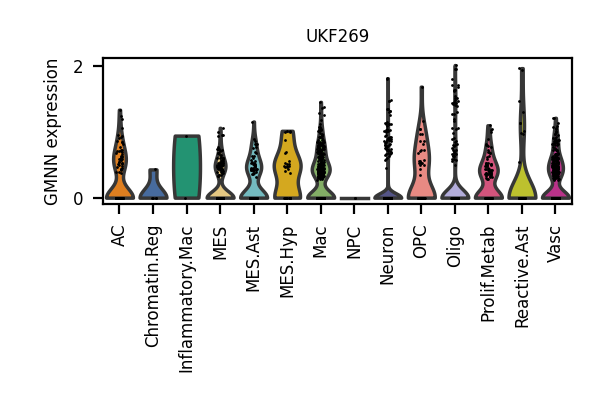 UKF269
GMNN expression
2
0
AC
Chromatin.Reg
Inflammatory.Mac
MES
MES.Ast
MES.Hyp
Mac
NPC
Neuron
OPC
Oligo
Prolif.Metab
Reactive.Ast
Vasc